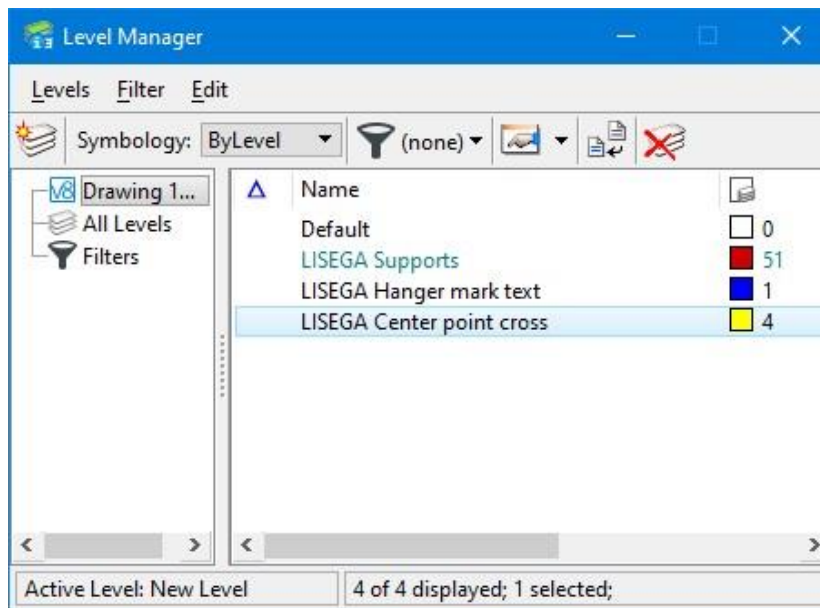 Level Manager
Levels Filter Edit
Symbology: ByLevel (none)
V8 Drawing 1...
All Levels
Filters
Name
Default 0
LISEGA Supports 51
LISEGA Hanger mark text 1
LISEGA Center point cross 4
Active Level: New Level 4 of 4 displayed; 1 selected;